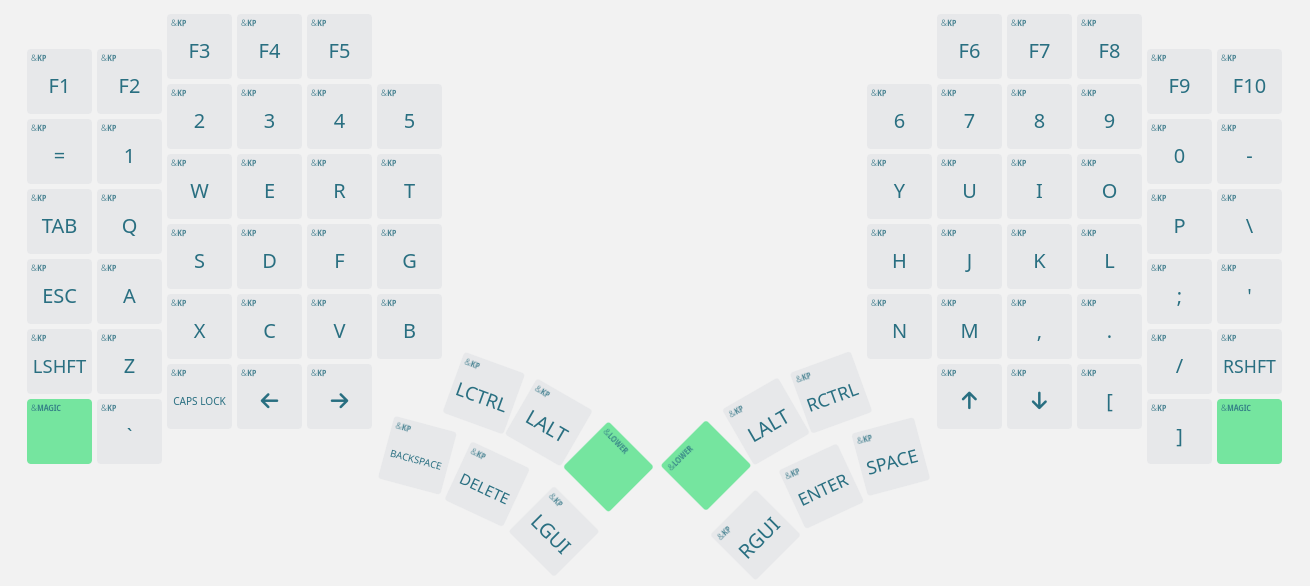 &KP &KP &KP &KP &KP &KP
F3 F4 F5 F6 F7 F8
&KP &KP &KP &KP
F1 F2 F9 F10
&KP &KP &KP &KP &KP &KP &KP &KP
2 3 4 5 6 7 8 9
&KP &KP &KP &KP
= 1 0 -
&KP &KP &KP &KP &KP &KP &KP &KP
W E R T Y U I O
&KP &KP &KP &KP
TAB Q P \
&KP &KP &KP &KP &KP &KP &KP &KP
S D F G H J K L
&KP &KP &KP &KP
ESC A ; '
&KP &KP &KP &KP &KP &KP &KP &KP
X C V B N M , .
&KP &KP &KP &KP
LSHFT Z / RSHFT
&KP &KP &KP &KP &KP &KP
CAPS LOCK ← → ↑ ↓ [
&MAGIC &KP &KP &MAGIC
` ]
&KP &KP &KP &KP
LCTRL LALT LALT RCTRL
&LOWER &LOWER
&KP &KP &KP &KP
BACKSPACE DELETE ENTER SPACE
&KP &KP
LGUI RGUI